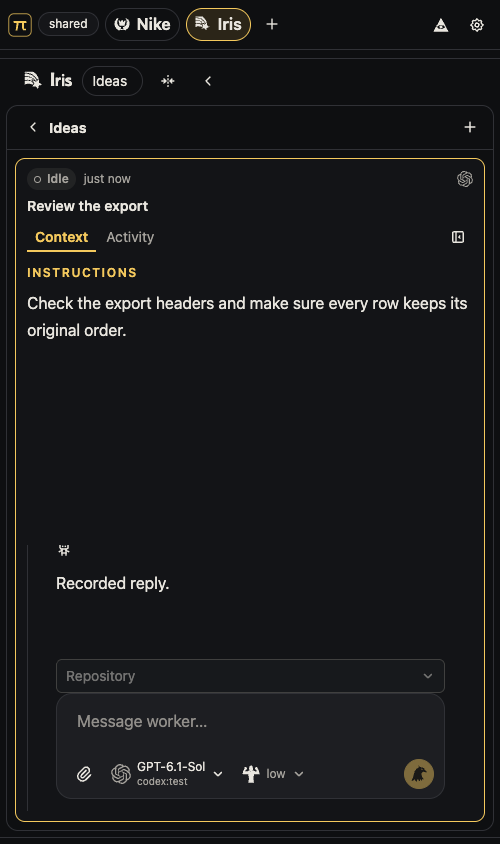 π shared Nike Iris +
Iris Ideas
Ideas +
Idle just now
Review the export
Context Activity
INSTRUCTIONS
Check the export headers and make sure every row keeps its
original order.
Recorded reply.
Repository
Message worker...
GPT-6.1-Sol
codex:test
low